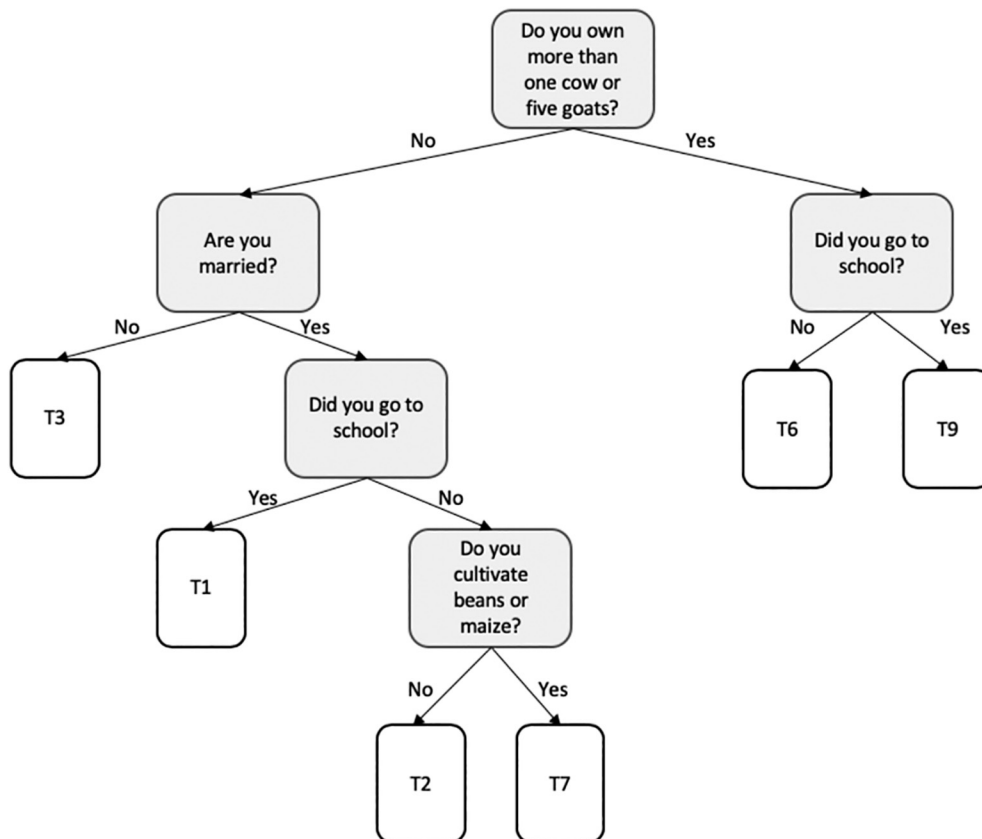 Do you own
more than
one cow or
five goats?
No
Yes
Are you
married?
Did you go to
school?
No
Yes
No
Yes
T3
Did you go to
school?
T6
T9
Yes
No
T1
Do you
cultivate
beans or
maize?
No
Yes
T2
T7